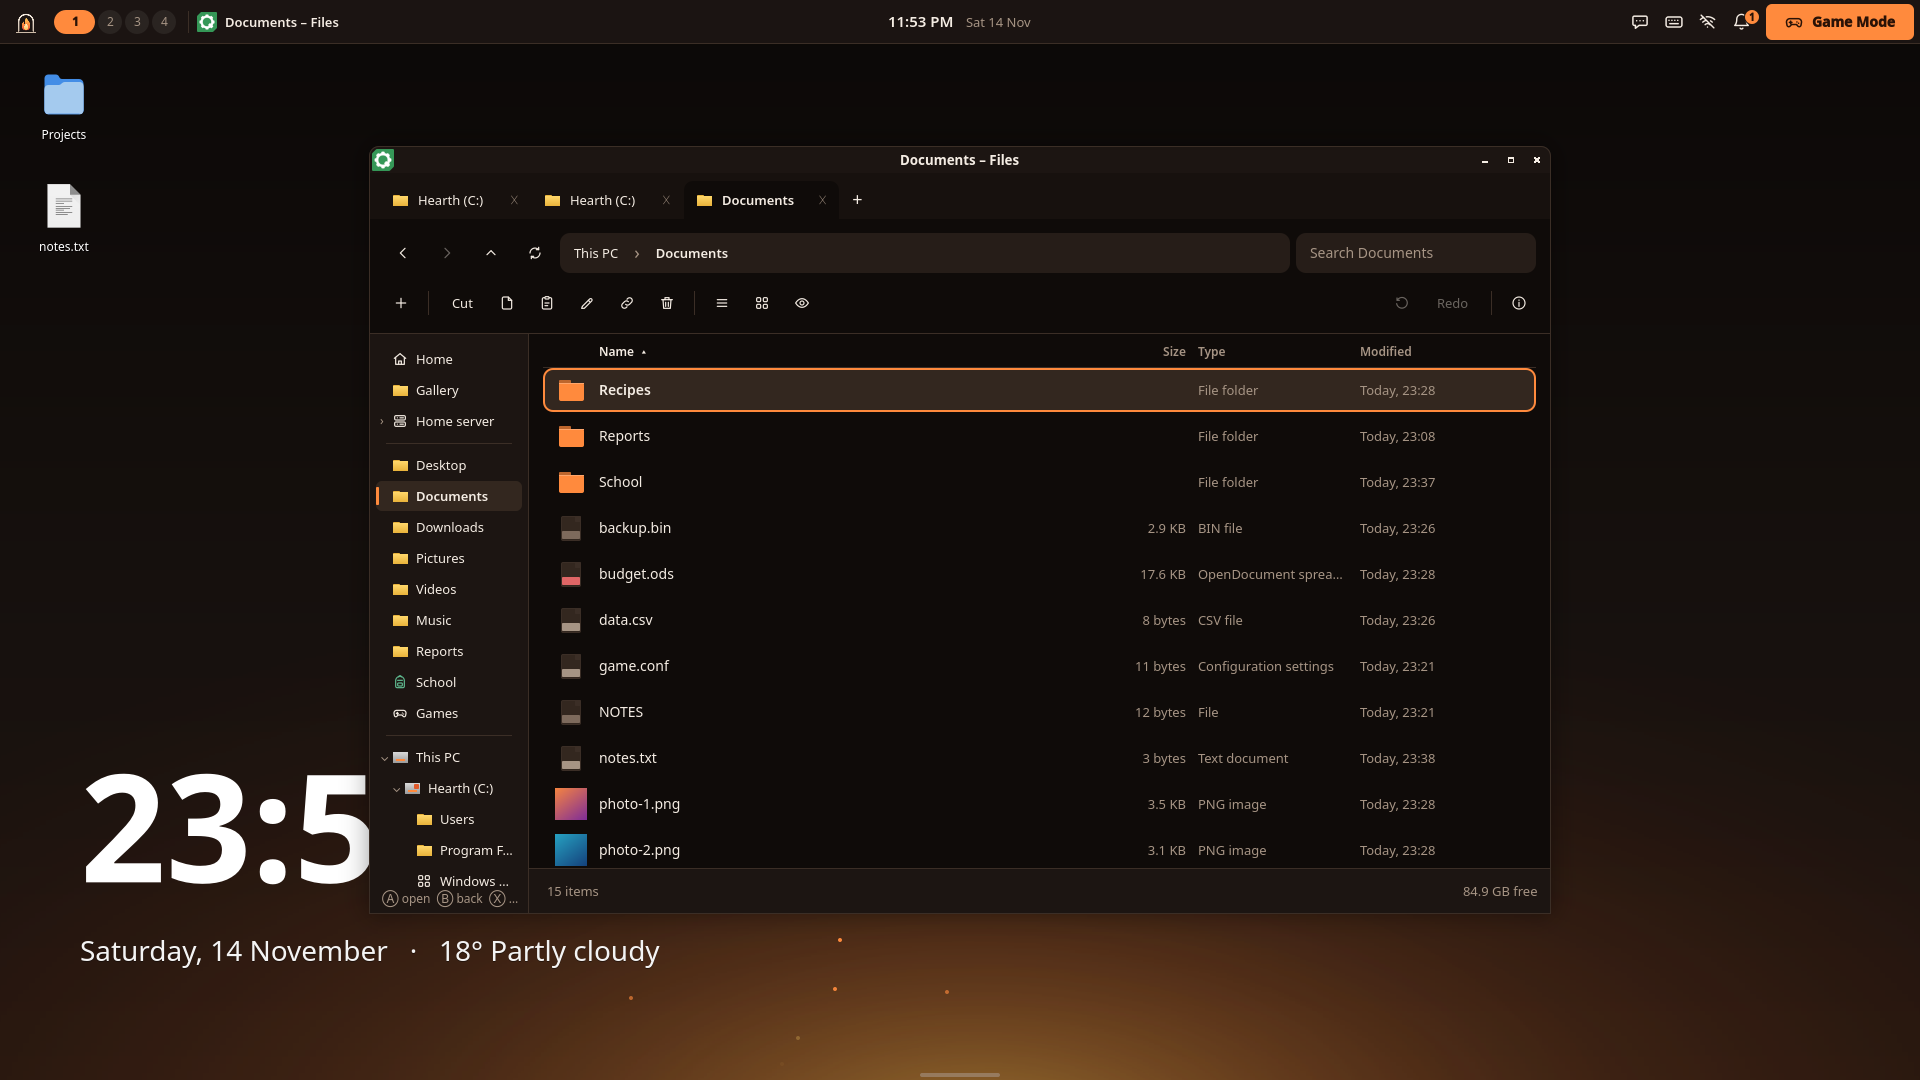 1 2 3 4 Documents – Files 11:53 PM Sat 14 Nov 1 Game Mode
Projects
notes.txt
Documents – Files
Hearth (C:) X Hearth (C:) X Documents X +
This PC › Documents Search Documents
Cut Redo
Home
Gallery
Home server
Desktop
Documents
Downloads
Pictures
Videos
Music
Reports
School
Games
This PC
Hearth (C:)
Users
Program F...
Windows ...
A open B back X ...
Name Size Type Modified
Recipes File folder Today, 23:28
Reports File folder Today, 23:08
School File folder Today, 23:37
backup.bin 2.9 KB BIN file Today, 23:26
budget.ods 17.6 KB OpenDocument sprea... Today, 23:28
data.csv 8 bytes CSV file Today, 23:26
game.conf 11 bytes Configuration settings Today, 23:21
NOTES 12 bytes File Today, 23:21
notes.txt 3 bytes Text document Today, 23:38
photo-1.png 3.5 KB PNG image Today, 23:28
photo-2.png 3.1 KB PNG image Today, 23:28
15 items 84.9 GB free
23:5
Saturday, 14 November · 18° Partly cloudy